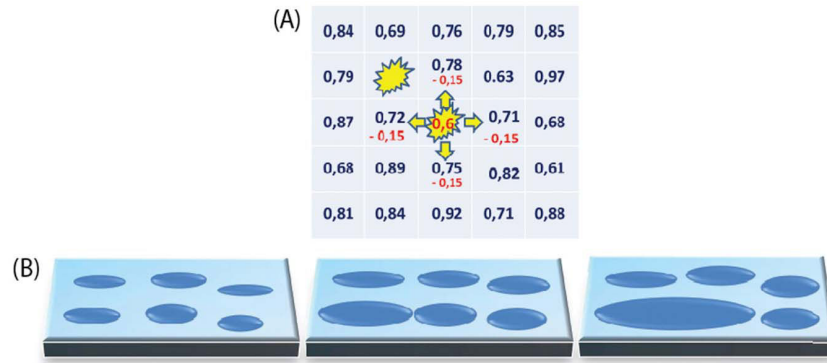 (A)
0,84 0,69 0,76 0,79 0,85
0,79 0,78 0.63 0,97
- 0,15
0,87 0,72 0,6 0,71 0,68
- 0,15 - 0,15
0,68 0,89 0,75 0,82 0,61
- 0,15
0,81 0,84 0,92 0,71 0,88
(B)